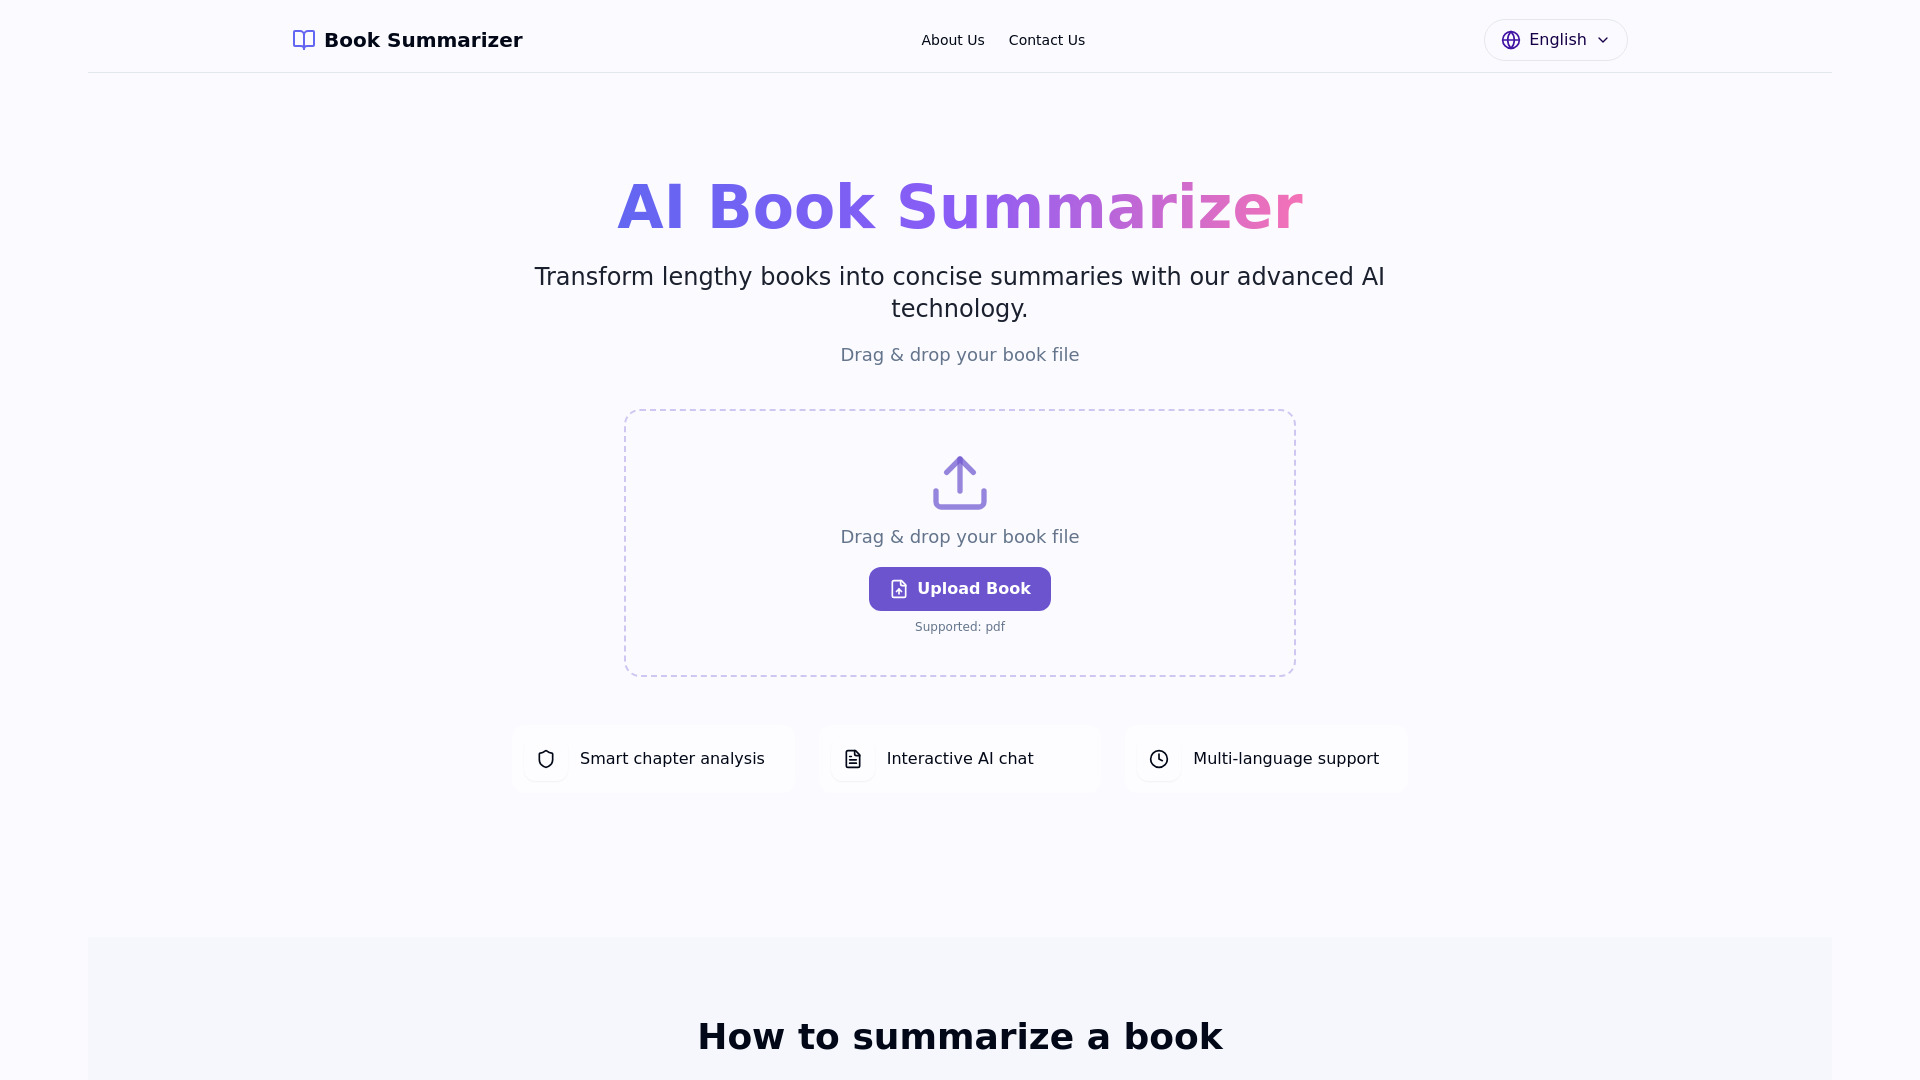 Book Summarizer
About Us
Contact Us
English
AI Book Summarizer
Transform lengthy books into concise summaries with our advanced AI
technology.
Drag & drop your book file
Drag & drop your book file
Upload Book
Supported: pdf
Smart chapter analysis
Interactive AI chat
Multi-language support
How to summarize a book